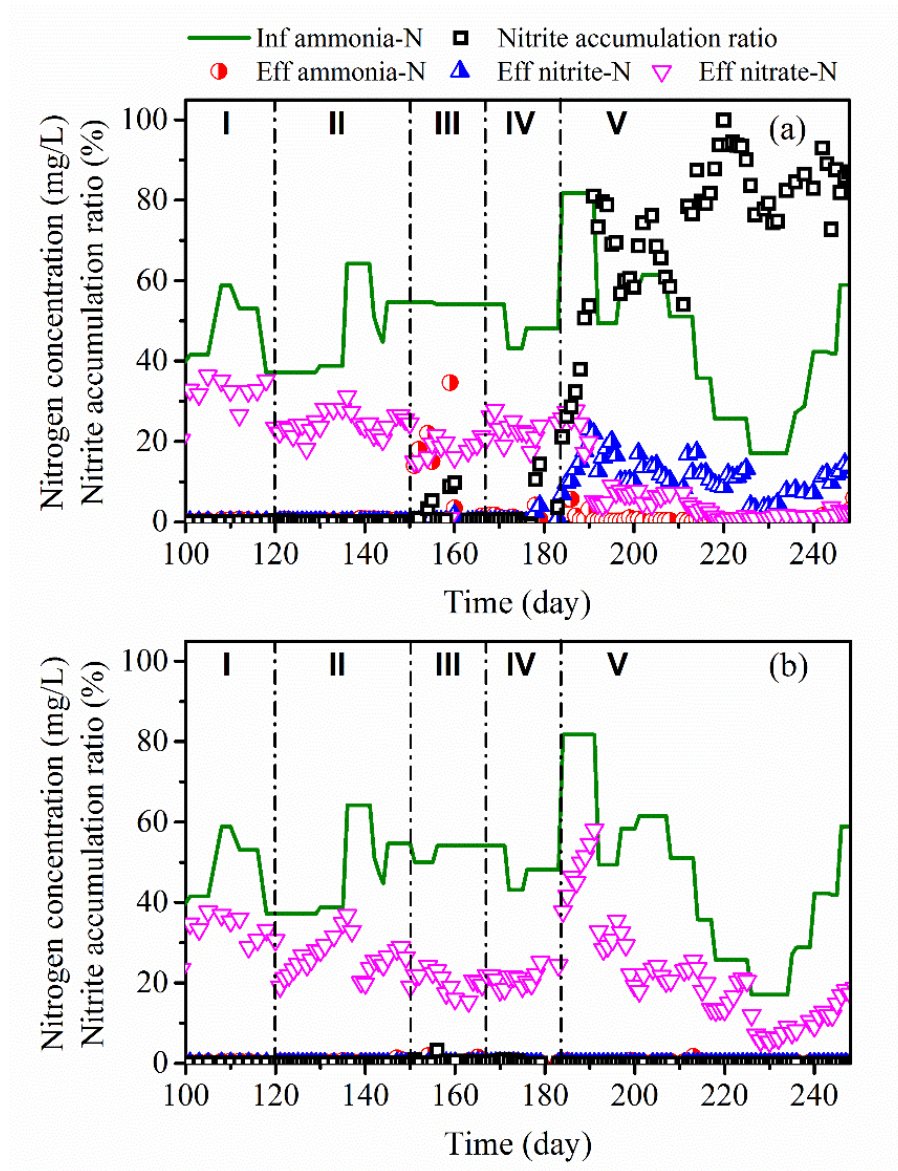 Inf ammonia-N Nitrite accumulation ratio
Eff ammonia-N Eff nitrite-N Eff nitrate-N
I II III IV V (a)
Nitrogen concentration (mg/L)
Nitrite accumulation ratio (%)
100
80
60
40
20
0
100 120 140 160 180 200 220 240
Time (day)
I II III IV V (b)
Nitrogen concentration (mg/L)
Nitrite accumulation ratio (%)
100
80
60
40
20
0
100 120 140 160 180 200 220 240
Time (day)